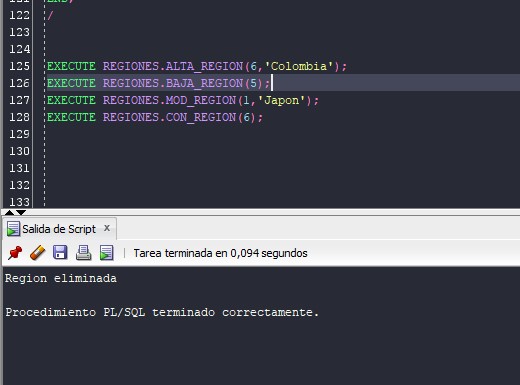 END;
122 /
123
124
125 EXECUTE REGIONES.ALTA_REGION(6,'Colombia');
126 EXECUTE REGIONES.BAJA_REGION(5);
127 EXECUTE REGIONES.MOD_REGION(1,'Japon');
128 EXECUTE REGIONES.CON_REGION(6);
129
130
131
132
133
Salida de Script x
Tarea terminada en 0,094 segundos
Region eliminada
Procedimiento PL/SQL terminado correctamente.